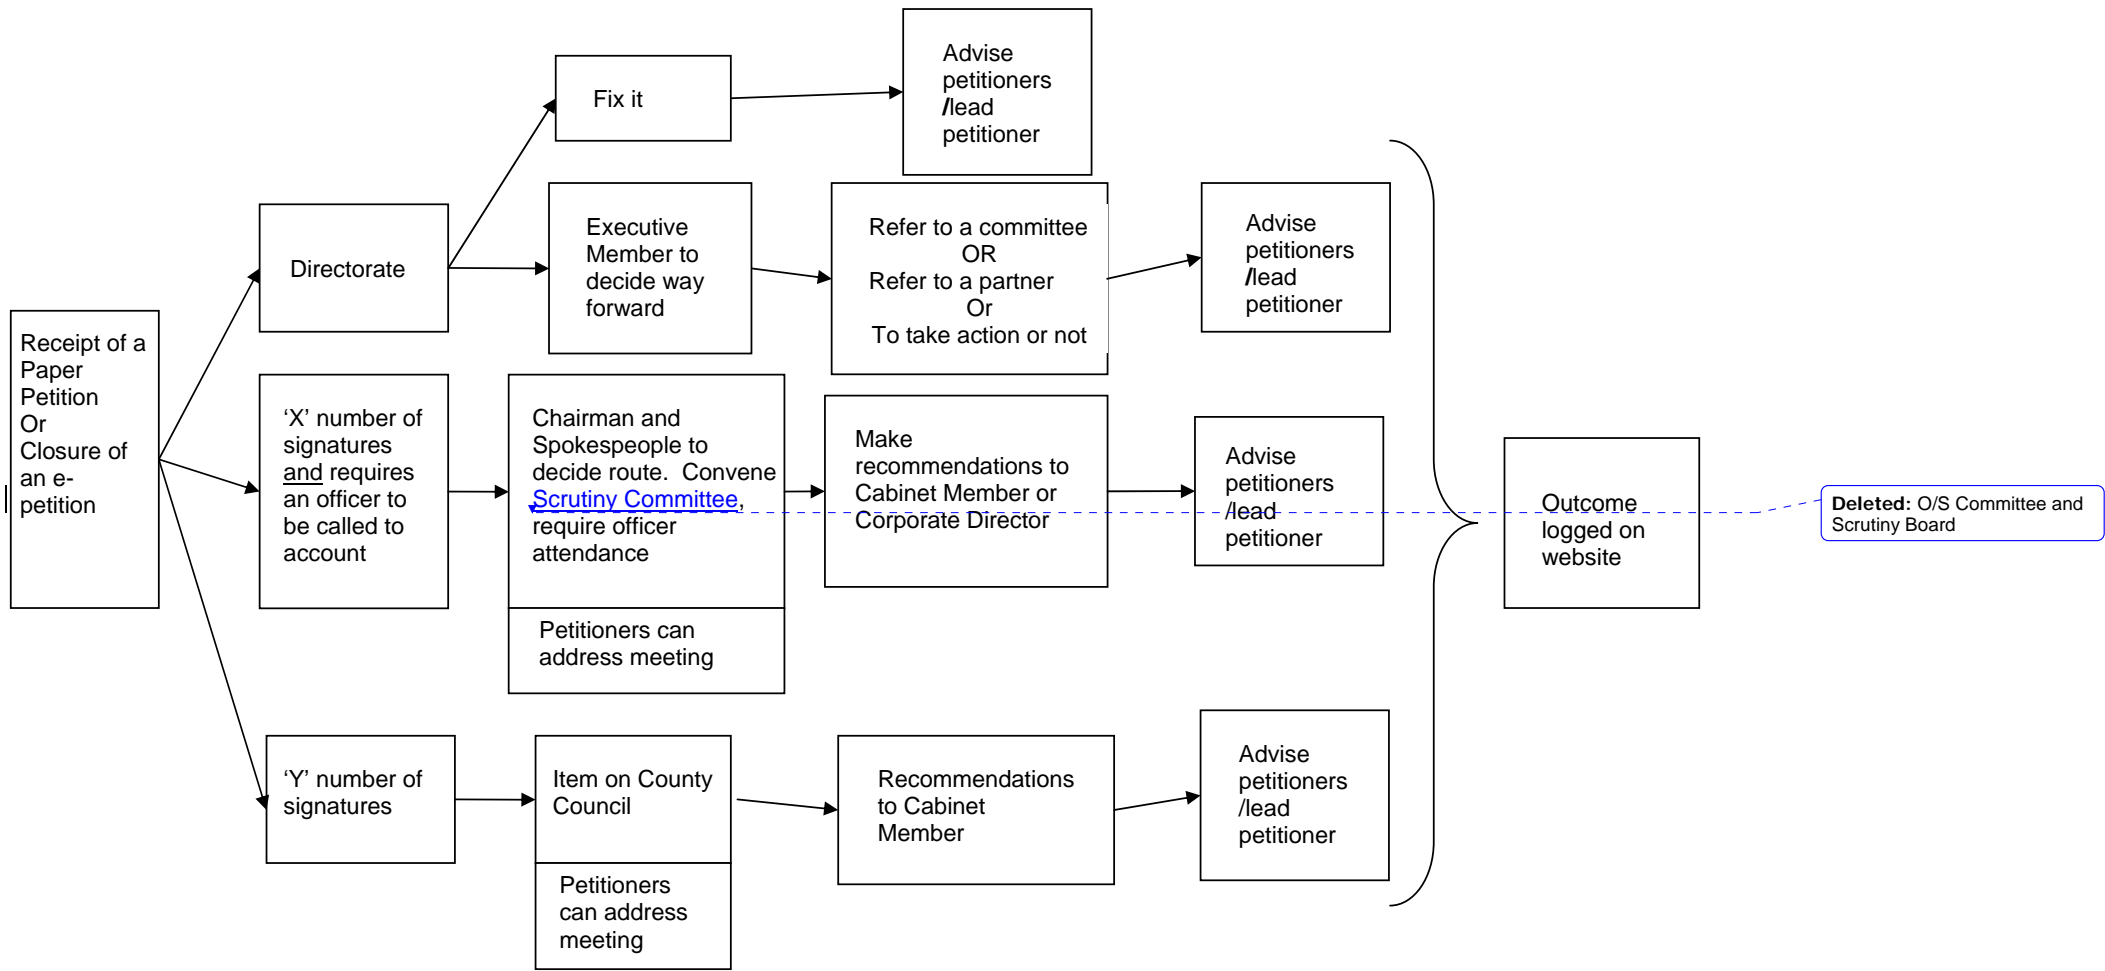 Receipt of a
Paper
Petition
Or
Closure of
an e-
petition
Directorate
Fix it
Advise
petitioners
/lead
petitioner
Executive
Member to
decide way
forward
Refer to a committee
OR
Refer to a partner
Or
To take action or not
Advise
petitioners
/lead
petitioner
‘X’ number of
signatures
and requires
an officer to
be called to
account
Chairman and
Spokespeople to
decide route.  Convene
Scrutiny Committee,
require officer
attendance
Petitioners can
address meeting
Make
recommendations to
Cabinet Member or
Corporate Director
Advise
petitioners
/lead
petitioner
‘Y’ number of
signatures
Item on County
Council
Petitioners
can address
meeting
Recommendations
to Cabinet
Member
Advise
petitioners
/lead
petitioner
Outcome
logged on
website
Deleted: O/S Committee and
Scrutiny Board